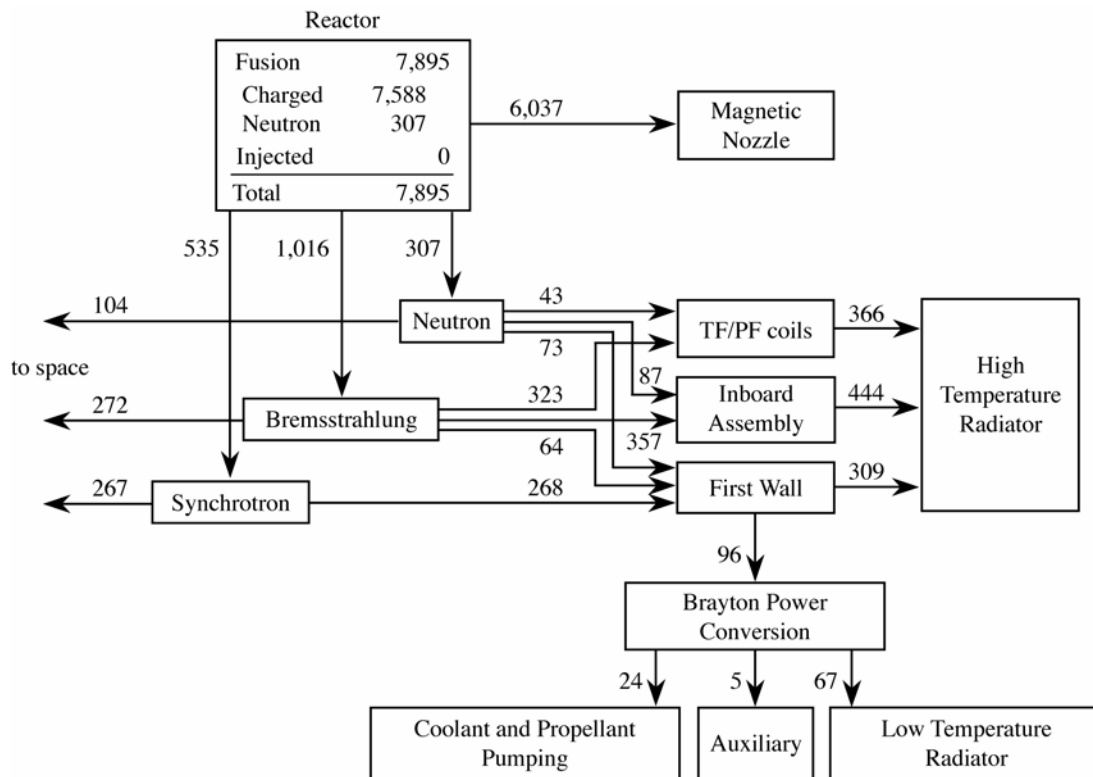 Reactor
Fusion 7,895
Charged 7,588
Neutron 307
Injected 0
Total 7,895
6,037
Magnetic
Nozzle
535
1,016
307
104
Neutron
43
73
87
TF/PF coils
366
to space
272
Bremsstrahlung
323
64
357
Inboard
Assembly
444
High
Temperature
Radiator
267
Synchrotron
268
First Wall
309
96
Brayton Power
Conversion
24
5
67
Coolant and Propellant
Pumping
Auxiliary
Low Temperature
Radiator